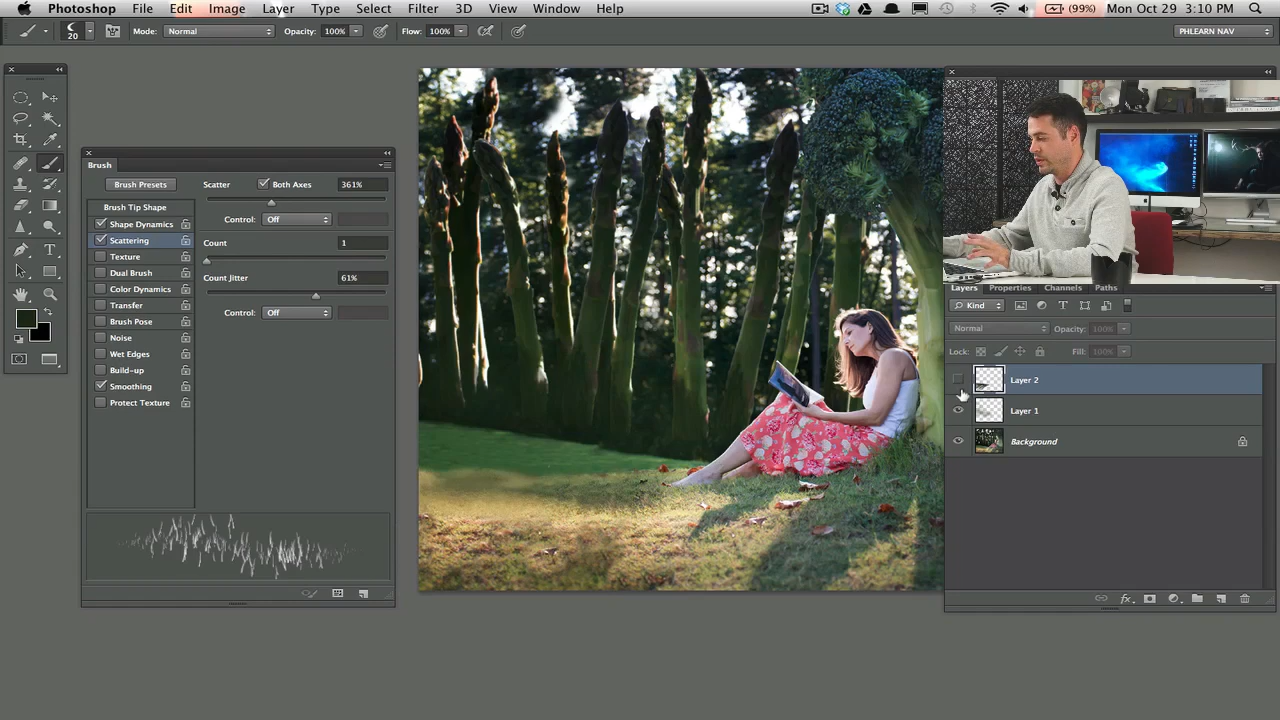 Photoshop File Edit Image Layer Type Select Filter 3D View Window Help (99%) Mon Oct 29 3:10 PM
20 Mode: Normal Opacity: 100% Flow: 100% PHLEARN NAV
Brush
Brush Presets
Brush Tip Shape
Shape Dynamics
Scattering
Texture
Dual Brush
Color Dynamics
Transfer
Brush Pose
Noise
Wet Edges
Build-up
Smoothing
Protect Texture
Scatter Both Axes 361%
Control: Off
Count 1
Count Jitter 61%
Control: Off
Layers Properties Channels Paths
Kind
Normal Opacity: 100%
Lock: Fill: 100%
Layer 2
Layer 1
Background